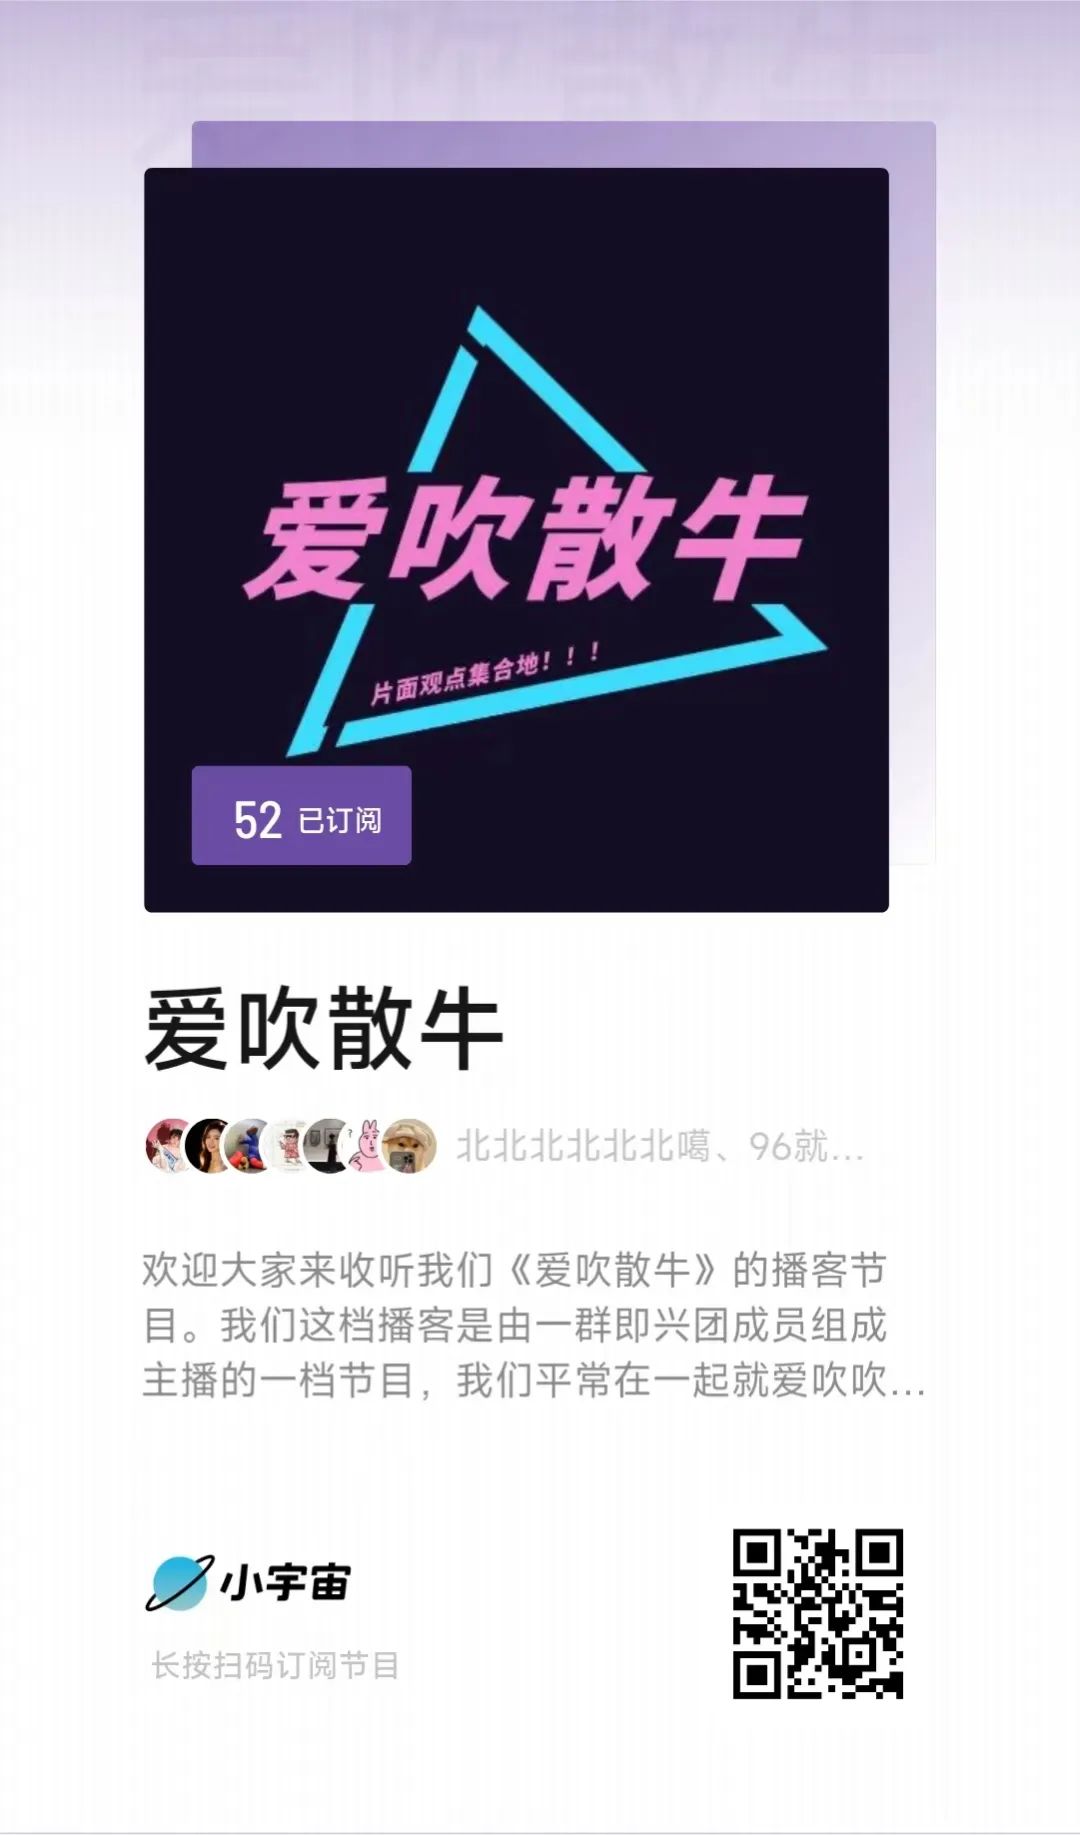 爱吹散牛
片面观点集合地！！！
52 已订阅
爱吹散牛
北北北北北北噶、96就...
欢迎大家来收听我们《爱吹散牛》的播客节
目。我们这档播客是由一群即兴团成员组成
主播的一档节目，我们平常在一起就爱吹吹...
小宇宙
长按扫码订阅节目